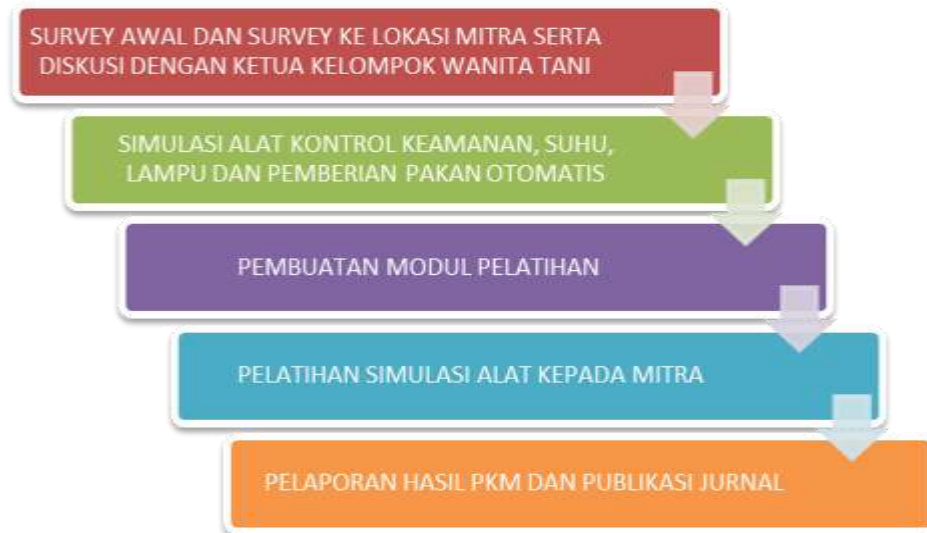 SURVEY AWAL DAN SURVEY KE LOKASI MITRA SERTA
DISKUSI DENGAN KETUA KELOMPOK WANITA TANI
SIMULASI ALAT KONTROL KEAMANAN, SUHU,
LAMPU DAN PEMBERIAN PAKAN OTOMATIS
PEMBUATAN MODUL PELATIHAN
PELATIHAN SIMULASI ALAT KEPADA MITRA
PELAPORAN HASIL PKM DAN PUBLIKASI JURNAL